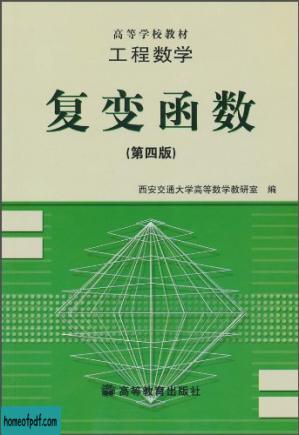 高等学校教材
工程数学
复变函数
(第四版)
西安交通大学高等数学教研室 编
高等教育出版社
homeofpdf.com